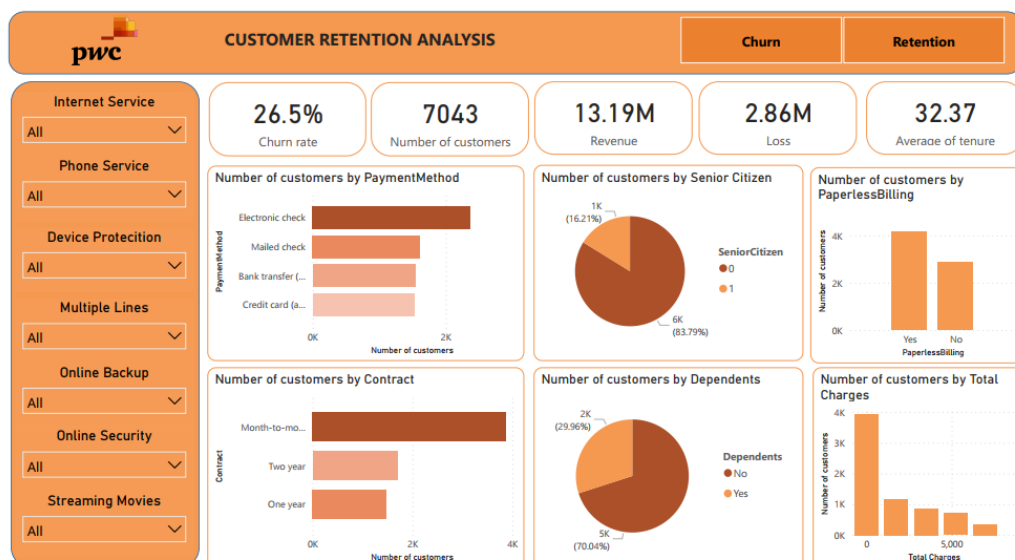 pwc
CUSTOMER RETENTION ANALYSIS
Churn
Retention
Internet Service
All
Phone Service
All
Device Protecition
All
Multiple Lines
All
Online Backup
All
Online Security
All
Streaming Movies
All
26.5%
Churn rate
7043
Number of customers
13.19M
Revenue
2.86M
Loss
32.37
Average of tenure
Number of customers by PaymentMethod
PaymentMethod
Electronic check
Mailed check
Bank transfer (...
Credit card (a...
0K
2K
Number of customers
Number of customers by Senior Citizen
1K
(16.21%)
6K
(83.79%)
SeniorCitizen
0
1
Number of customers by
PaperlessBilling
Number of customers
4K
2K
0K
Yes
No
PaperlessBilling
Number of customers by Contract
Contract
Month-to-mo...
Two year
One year
0K
2K
4K
Number of customers
Number of customers by Dependents
2K
(29.96%)
5K
(70.04%)
Dependents
No
Yes
Number of customers by Total
Charges
Number of customers
4K
3K
2K
1K
0K
0
5,000
Total Charges